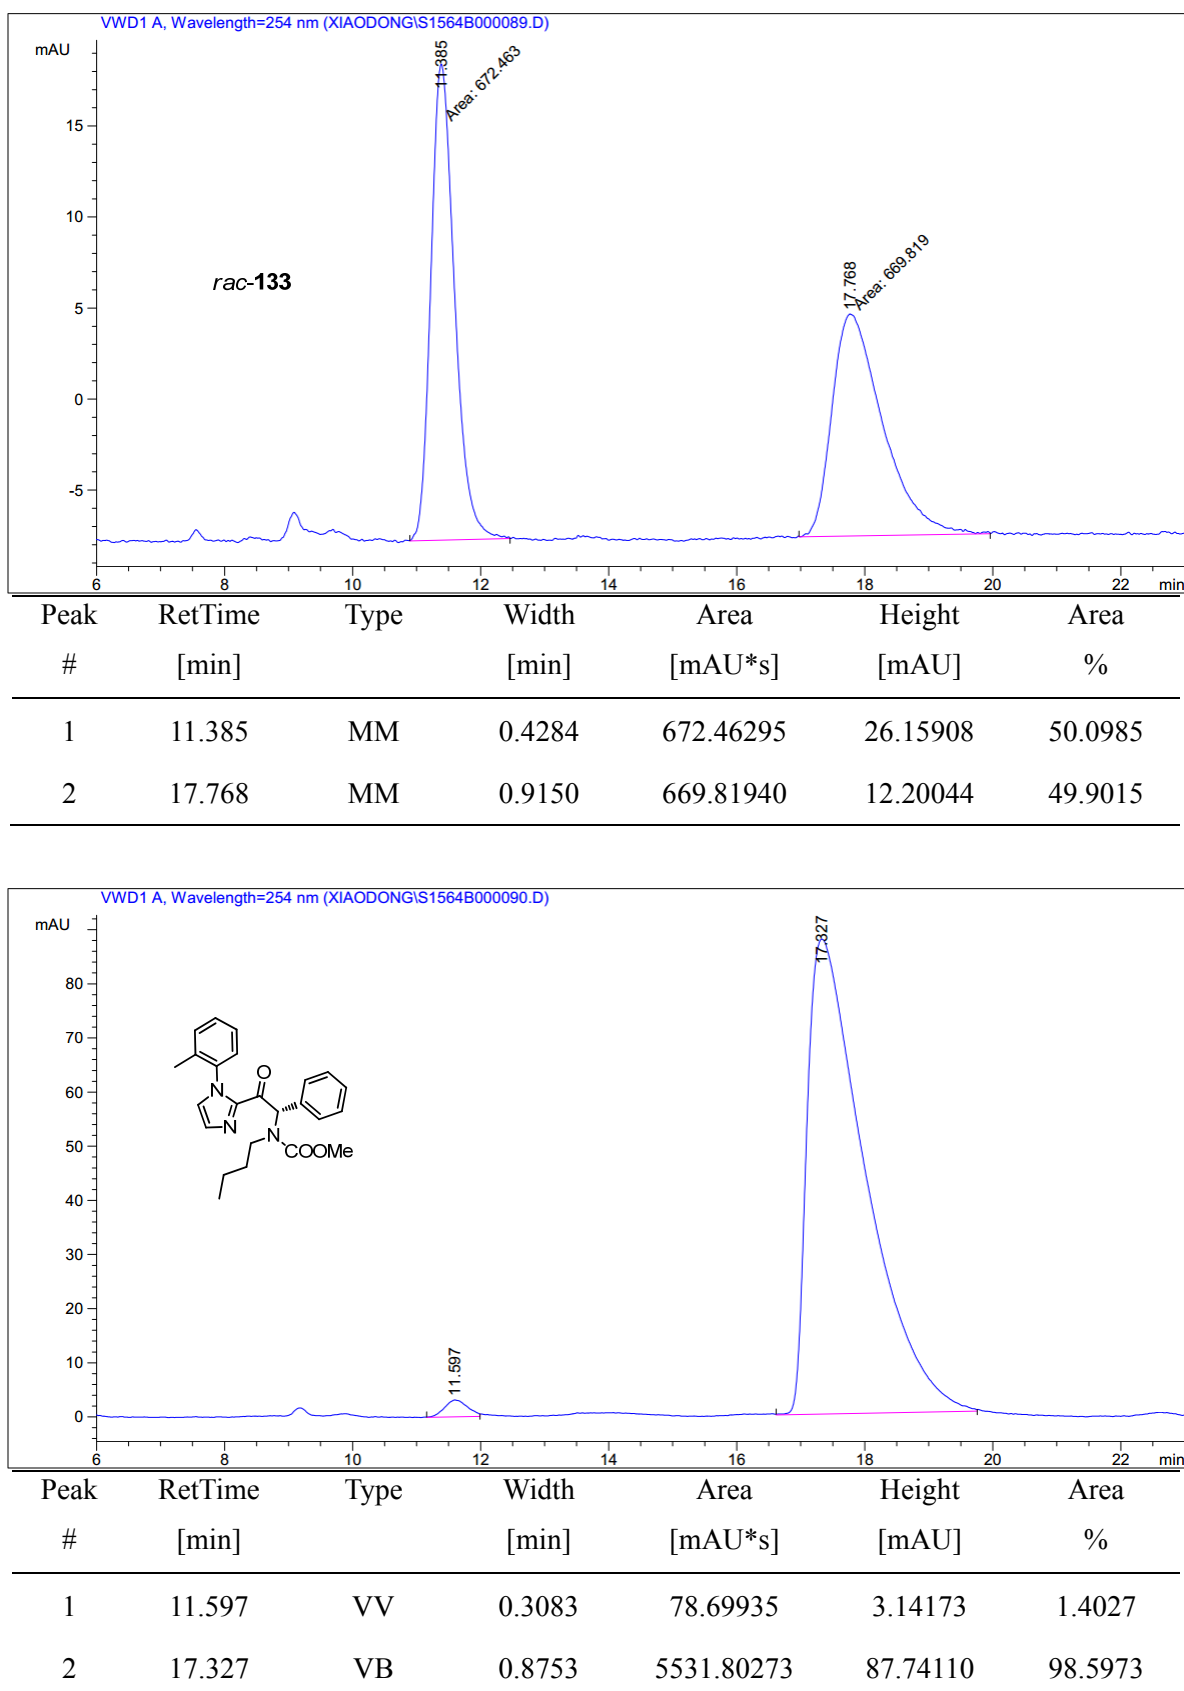 VWD1 A, Wavelength=254 nm (XIAODONG\S1564B000089.D)
mAU
11.385
Area: 672.463
17.768
Area: 669.819
rac-133
15
10
5
0
-5
6 8 10 12 14 16 18 20 22 min
Peak RetTime Type Width Area Height Area
# [min] [min] [mAU*s] [mAU] %
1 11.385 MM 0.4284 672.46295 26.15908 50.0985
2 17.768 MM 0.9150 669.81940 12.20044 49.9015
VWD1 A, Wavelength=254 nm (XIAODONG\S1564B000090.D)
mAU
17.327
11.597
80
70
60
50
40
30
20
10
0
O
N
N
N
COOMe
6 8 10 12 14 16 18 20 22 min
Peak RetTime Type Width Area Height Area
# [min] [min] [mAU*s] [mAU] %
1 11.597 VV 0.3083 78.69935 3.14173 1.4027
2 17.327 VB 0.8753 5531.80273 87.74110 98.5973